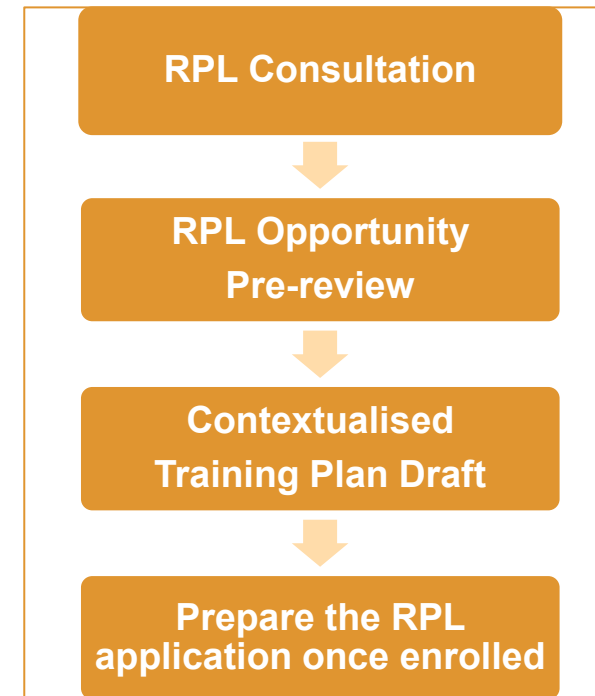 RPL Consultation
RPL Opportunity
Pre-review
Contextualised
Training Plan Draft
Prepare the RPL
application once enrolled